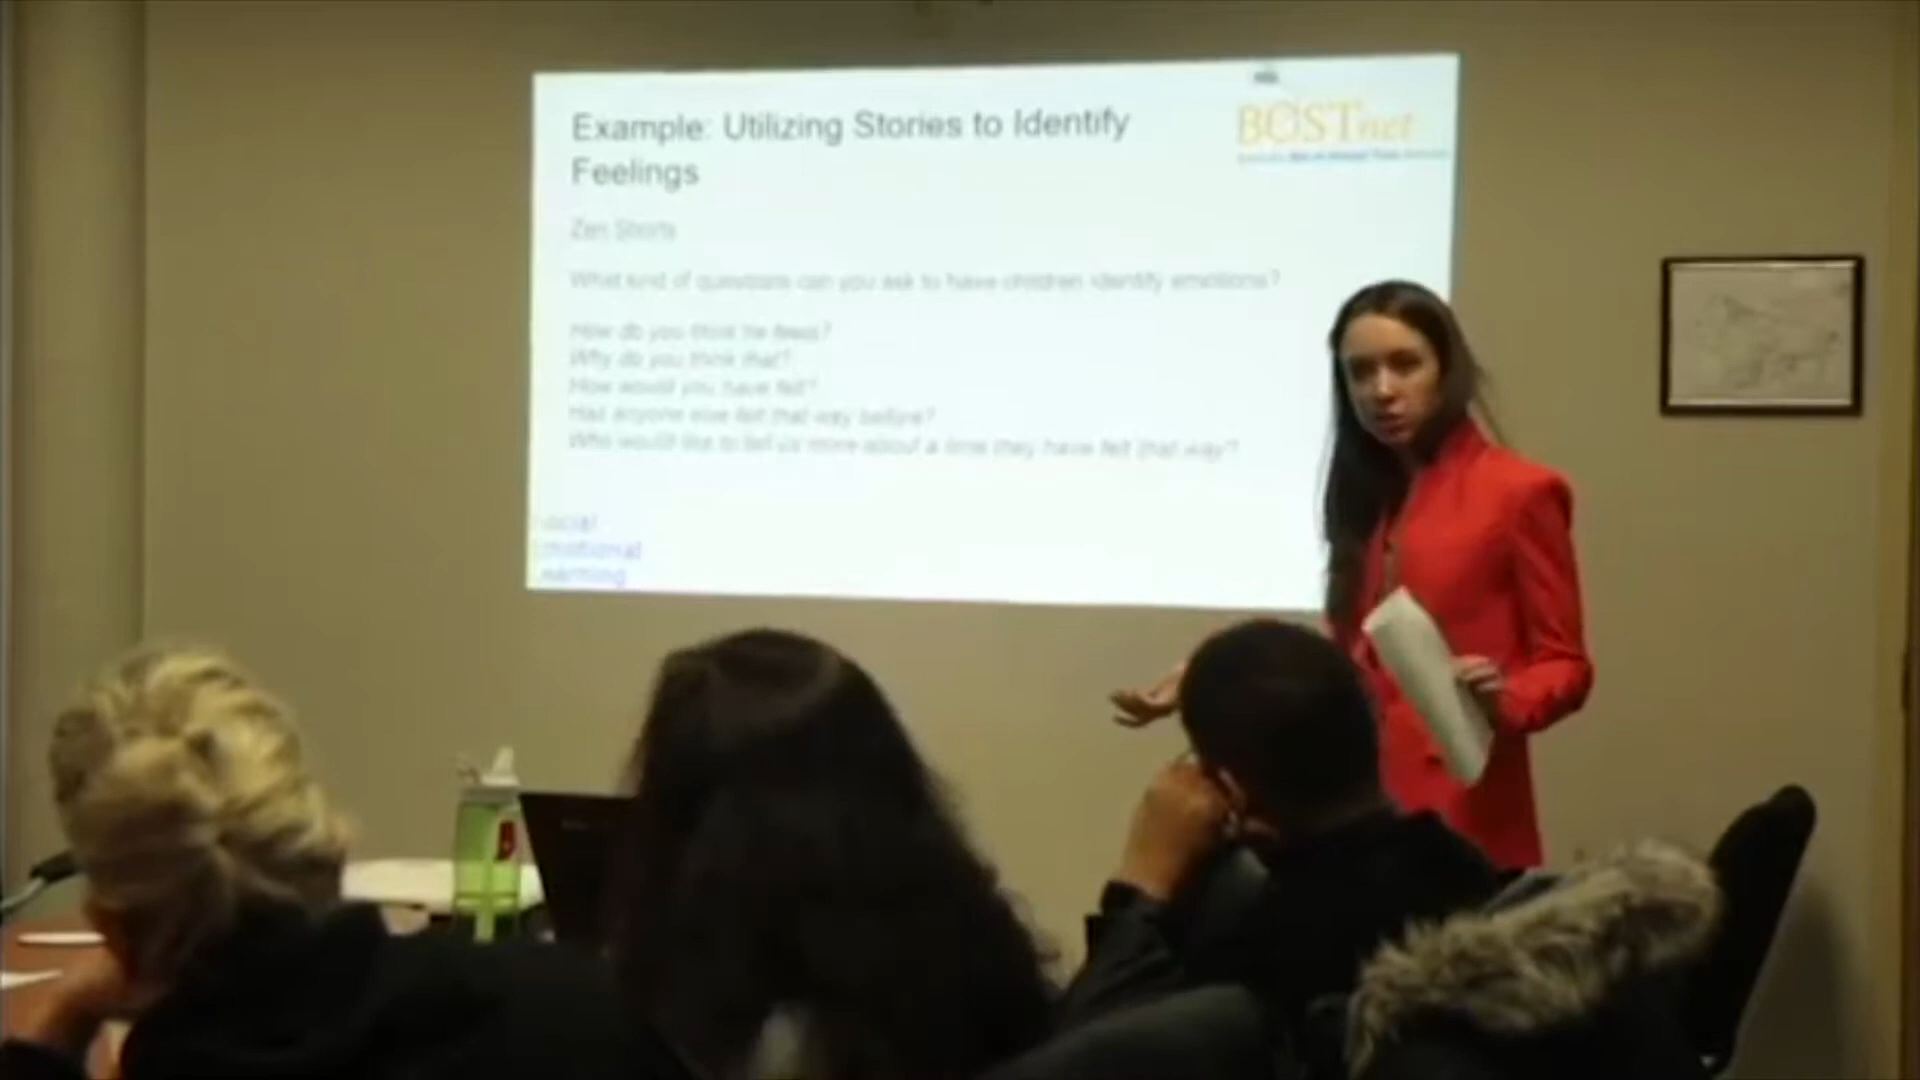 Example: Utilizing Stories to Identify
Feelings
BOSTnet
Zen Shorts
What kind of questions can you ask to have children identify emotions?
How do you think he feels?
Why do you think that?
How would you have felt?
Has anyone else felt that way before?
Who would like to tell us more about a time they have felt that way?
Social
Emotional
Learning